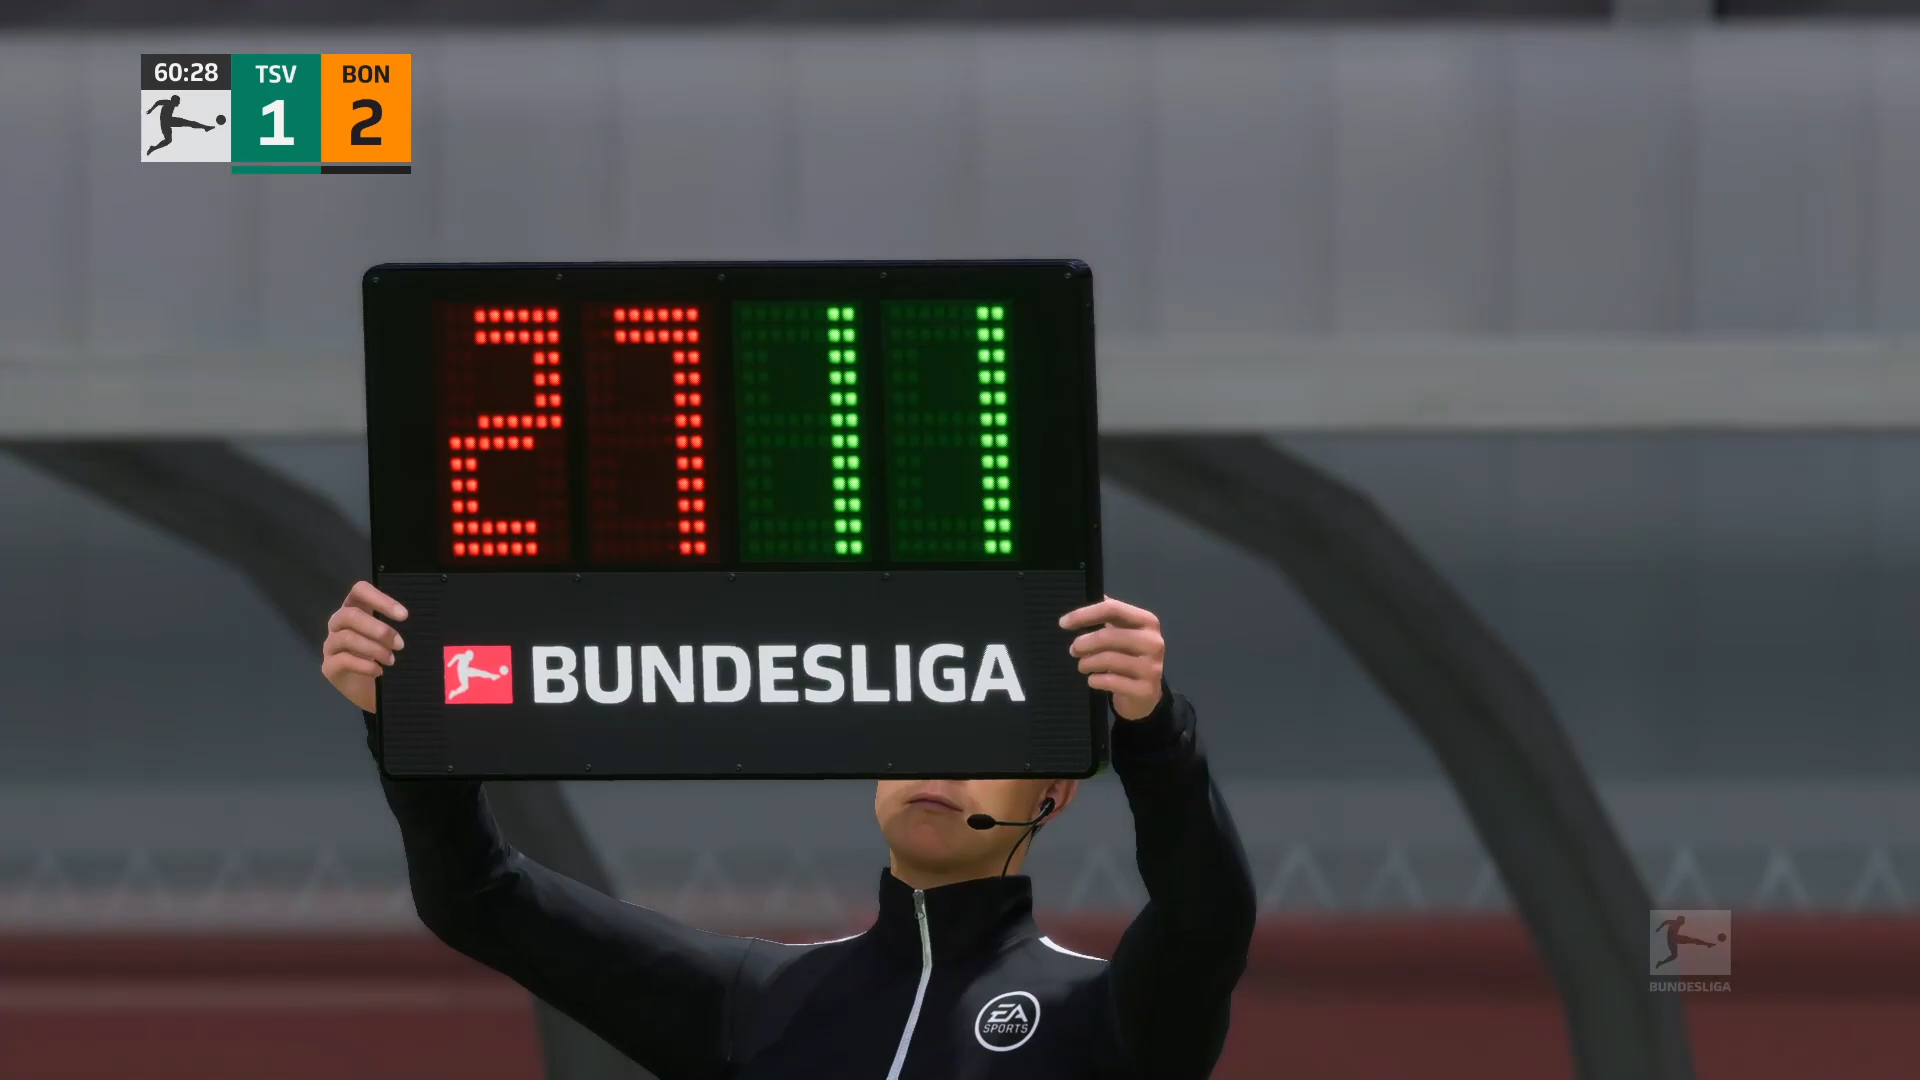 60:28 TSV BON
1 2
27 11
BUNDESLIGA
BUNDESLIGA
EA
SPORTS